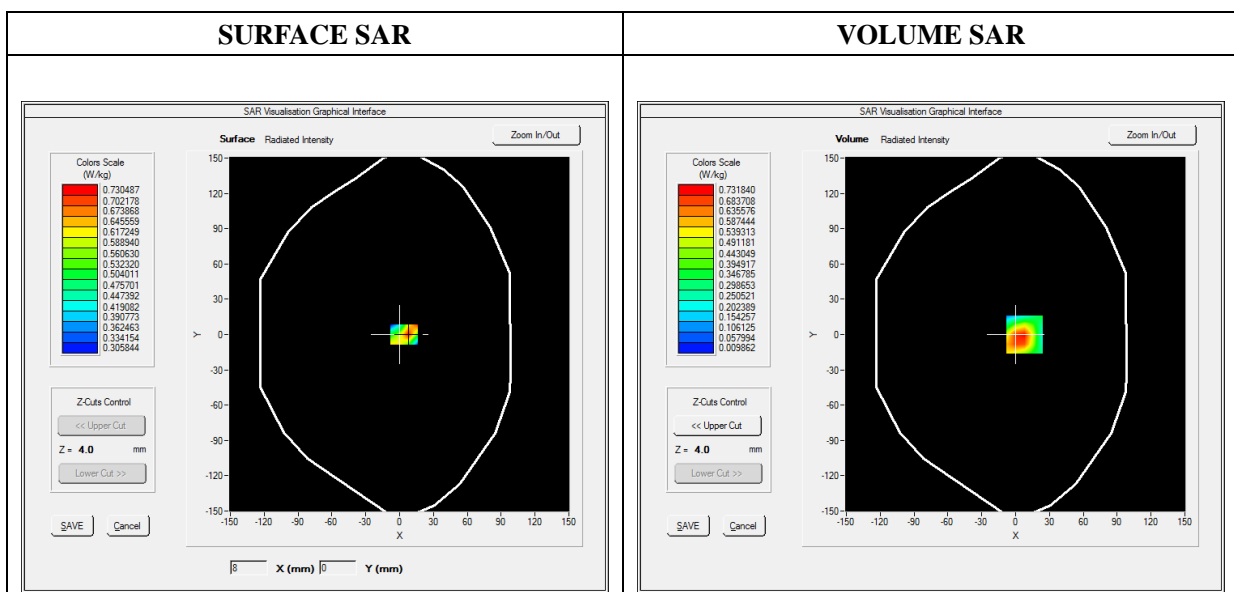 SURFACE SAR
VOLUME SAR
SAR Visualisation Graphical Interface
Surface Radiated Intensity
Zoom In/Out
Colors Scale
(W/kg)
0.730487
0.702178
0.673868
0.645559
0.617249
0.588940
0.560630
0.532320
0.504011
0.475701
0.447392
0.419082
0.390773
0.362463
0.334154
0.305844
Z-Cuts Control
<< Upper Cut
Z = 4.0 mm
Lower Cut >>
SAVE Cancel
150
120
90
60
30
0
-30
-60
-90
-120
-150
Y
-150 -120 -90 -60 -30 0 30 60 90 120 150
X
8 X (mm) 0 Y (mm)
SAR Visualisation Graphical Interface
Volume Radiated Intensity
Zoom In/Out
Colors Scale
(W/kg)
0.731840
0.683708
0.635576
0.587444
0.539313
0.491181
0.443049
0.394917
0.346785
0.298653
0.250521
0.202389
0.154257
0.106125
0.057994
0.009862
Z-Cuts Control
<< Upper Cut
Z = 4.0 mm
Lower Cut >>
SAVE Cancel
150
120
90
60
30
0
-30
-60
-90
-120
-150
Y
-150 -120 -90 -60 -30 0 30 60 90 120 150
X